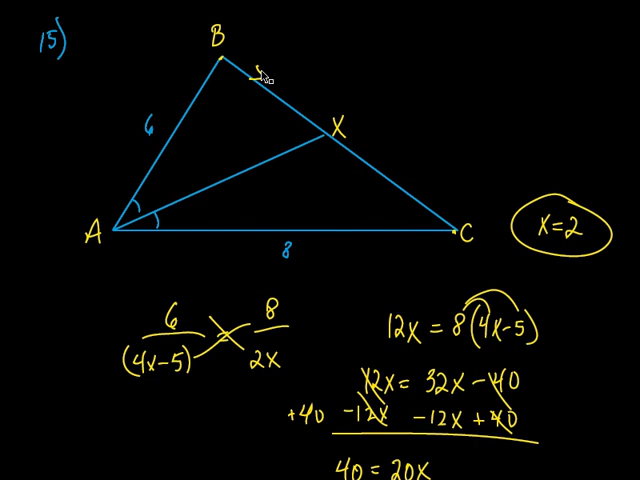 15)
B
6
X
A
C
8
x=2
6/(4x-5) = 8/2x
12x = 8(4x-5)
12x = 32x - 40
+40 -12x -12x +40
40 = 20x